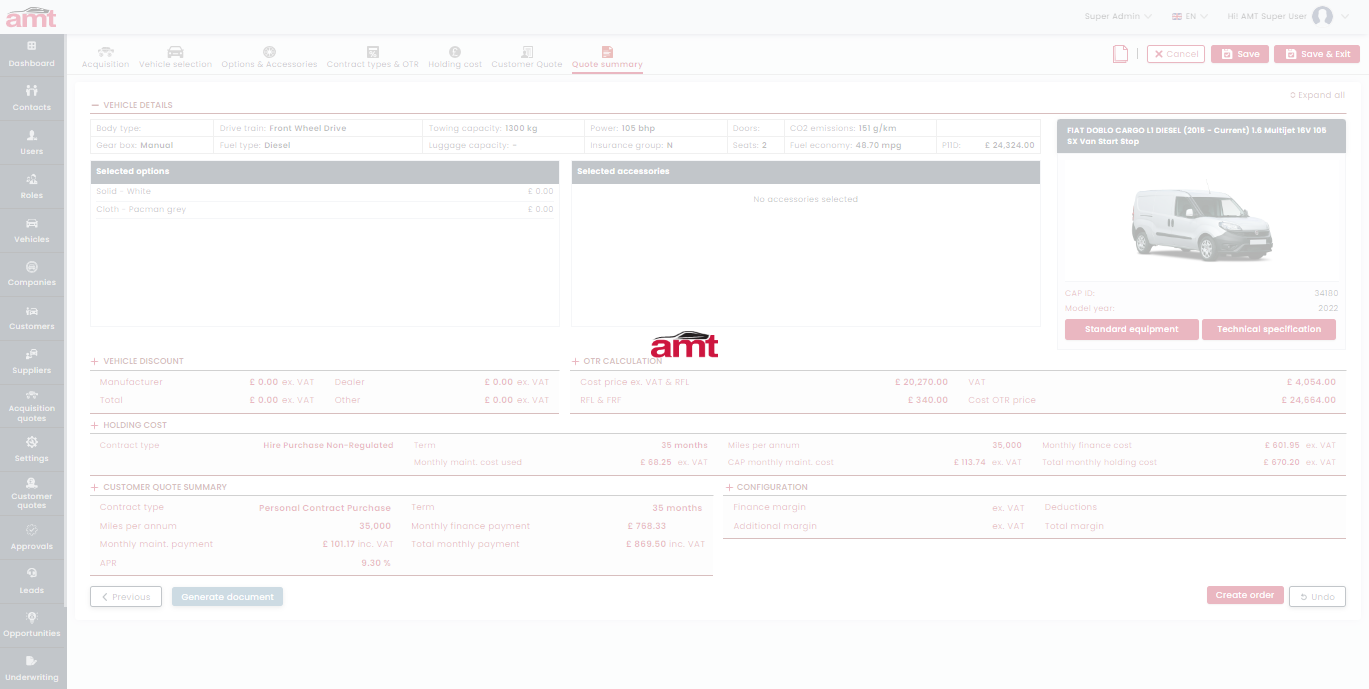 amt
Super Admin EN Hi! AMT Super User
Dashboard
Contacts
Users
Roles
Vehicles
Companies
Customers
Suppliers
Acquisition
quotes
Settings
Customer
quotes
Approvals
Leads
Opportunities
Underwriting
Acquisition Vehicle selection Options & Accessories Contract types & OTR Holding cost Customer Quote Quote summary
Cancel Save Save & Exit
Expand all
VEHICLE DETAILS
Body type: Drive train: Front Wheel Drive Towing capacity: 1300 kg Power: 105 bhp Doors: CO2 emissions: 151 g/km
Gear box: Manual Fuel type: Diesel Luggage capacity: - Insurance group: N Seats: 2 Fuel economy: 48.70 mpg P11D: £ 24,324.00
Selected options
Solid - White £ 0.00
Cloth - Pacman grey £ 0.00
Selected accessories
No accessories selected
FIAT DOBLO CARGO L1 DIESEL (2015 - Current) 1.6 Multijet 16V 105
SX Van Start Stop
CAP ID: 34180
Model year: 2022
Standard equipment Technical specification
amt
VEHICLE DISCOUNT
Manufacturer £ 0.00 ex. VAT Dealer £ 0.00 ex. VAT
Total £ 0.00 ex. VAT Other £ 0.00 ex. VAT
OTR CALCULATION
Cost price ex. VAT & RFL £ 20,270.00 VAT £ 4,054.00
RFL & FRF £ 340.00 Cost OTR price £ 24,664.00
HOLDING COST
Contract type Hire Purchase Non-Regulated Term 35 months Miles per annum 35,000 Monthly finance cost £ 601.95 ex. VAT
Monthly maint. cost used £ 68.25 ex. VAT CAP monthly maint. cost £ 113.74 ex. VAT Total monthly holding cost £ 670.20 ex. VAT
CUSTOMER QUOTE SUMMARY
Contract type Personal Contract Purchase Term 35 months
Miles per annum 35,000 Monthly finance payment £ 768.33
Monthly maint. payment £ 101.17 inc. VAT Total monthly payment £ 869.50 inc. VAT
APR 9.30 %
CONFIGURATION
Finance margin ex. VAT Deductions
Additional margin ex. VAT Total margin
Previous Generate document Create order Undo